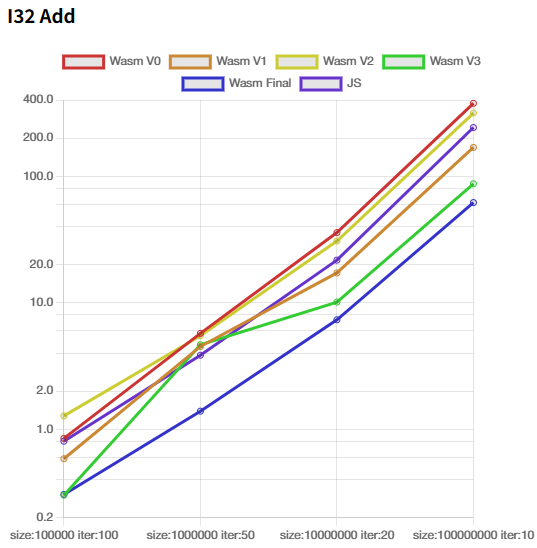 I32 Add
Wasm V0 Wasm V1 Wasm V2 Wasm V3
Wasm Final JS
400.0
200.0
100.0
20.0
10.0
2.0
1.0
0.2
size:100000 iter:100 size:1000000 iter:50 size:10000000 iter:20 size:100000000 iter:10